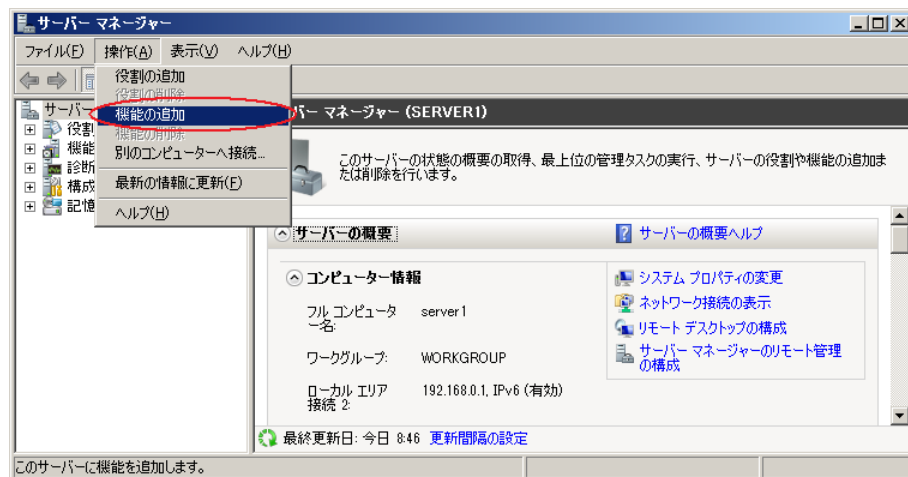 サーバー マネージャー
ファイル(F) 操作(A) 表示(V) ヘルプ(H)
役割の追加
役割の削除
機能の追加
機能の削除
別のコンピューターへ接続...
最新の情報に更新(F)
ヘルプ(H)
サーバー
役割
機能
診断
構成
記憶
バー マネージャー (SERVER1)
このサーバーの状態の概要の取得、最上位の管理タスクの実行、サーバーの役割や機能の追加ま
たは削除を行います。
サーバーの概要
サーバーの概要ヘルプ
コンピューター情報
フル コンピュータ
ー名:
server1
ワークグループ:
WORKGROUP
ローカル エリア
接続 2:
192.168.0.1, IPv6 (有効)
システム プロパティの変更
ネットワーク接続の表示
リモート デスクトップの構成
サーバー マネージャーのリモート管理
の構成
最終更新日: 今日 8:46 更新間隔の設定
このサーバーに機能を追加します。